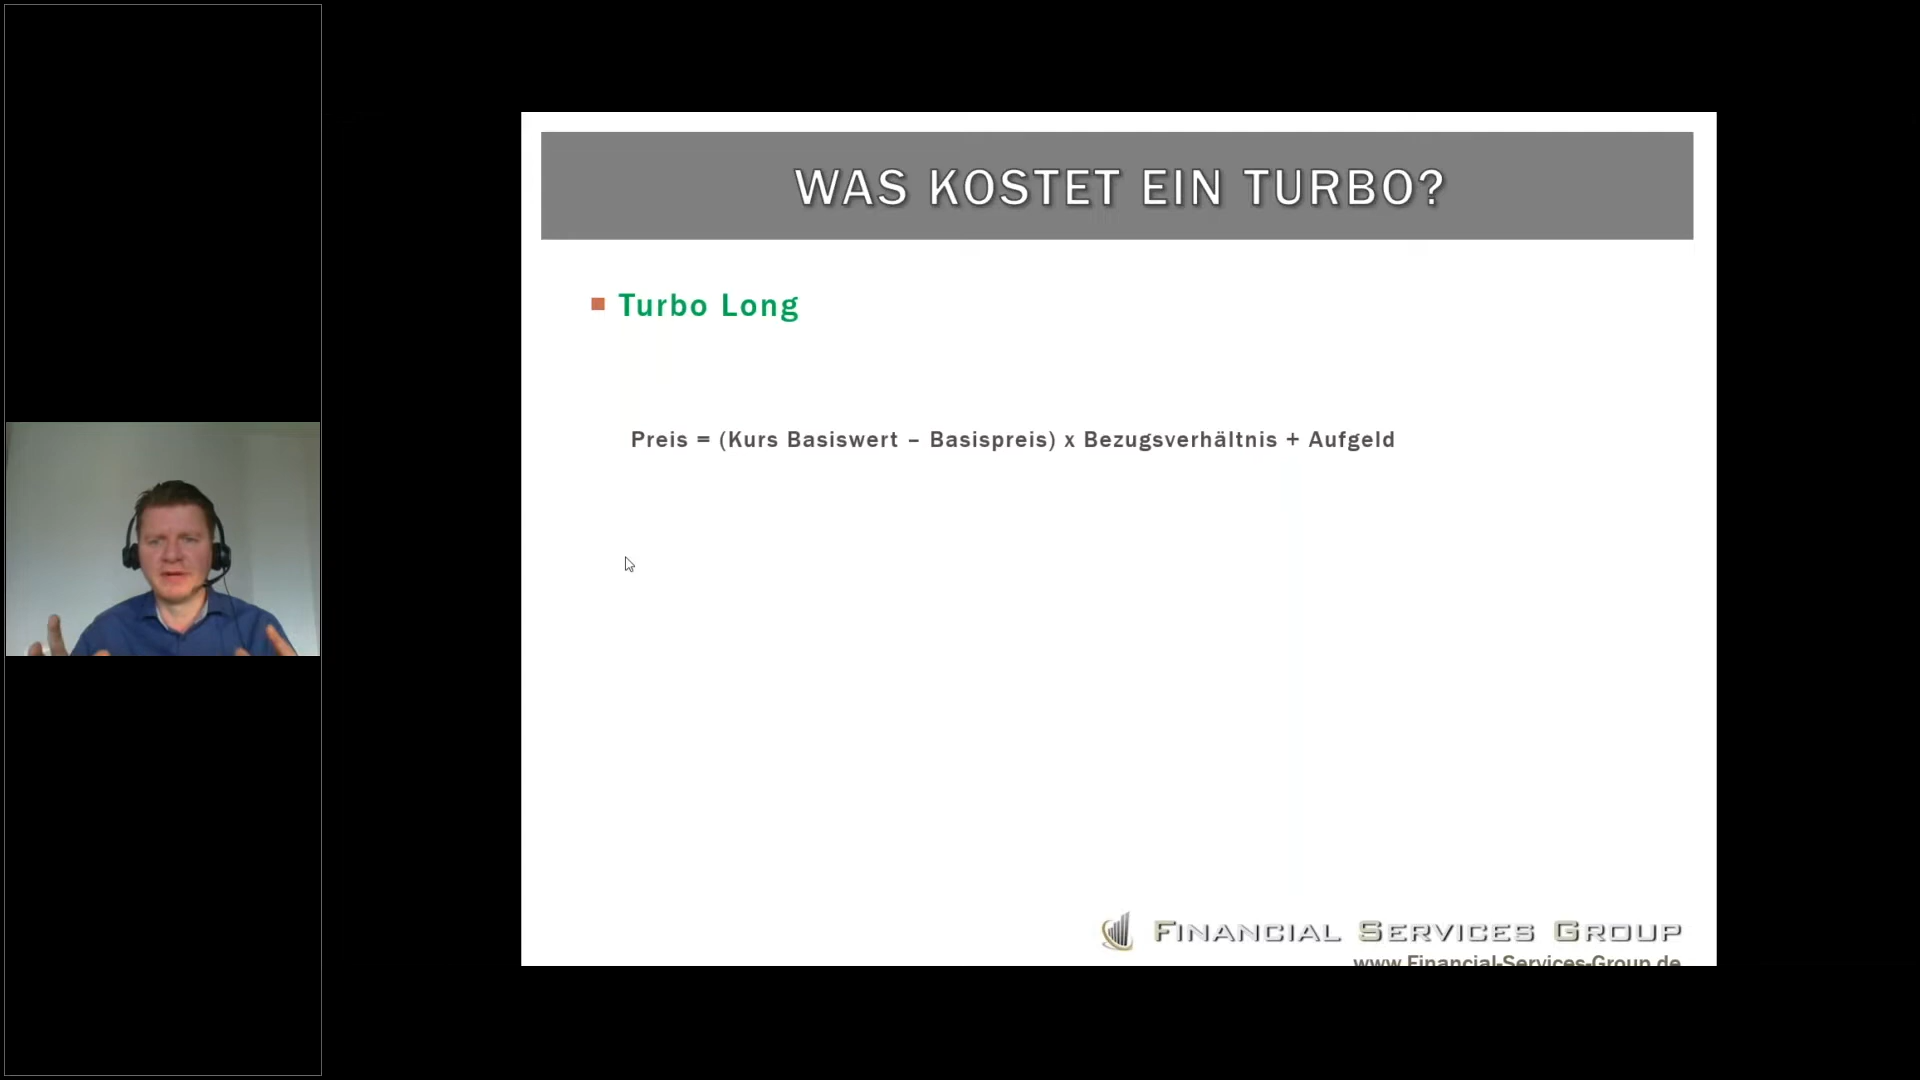 WAS KOSTET EIN TURBO?
Turbo Long
Preis = (Kurs Basiswert – Basispreis) x Bezugsverhältnis + Aufgeld
FINANCIAL SERVICES GROUP
www.Financial-Services-Group.de